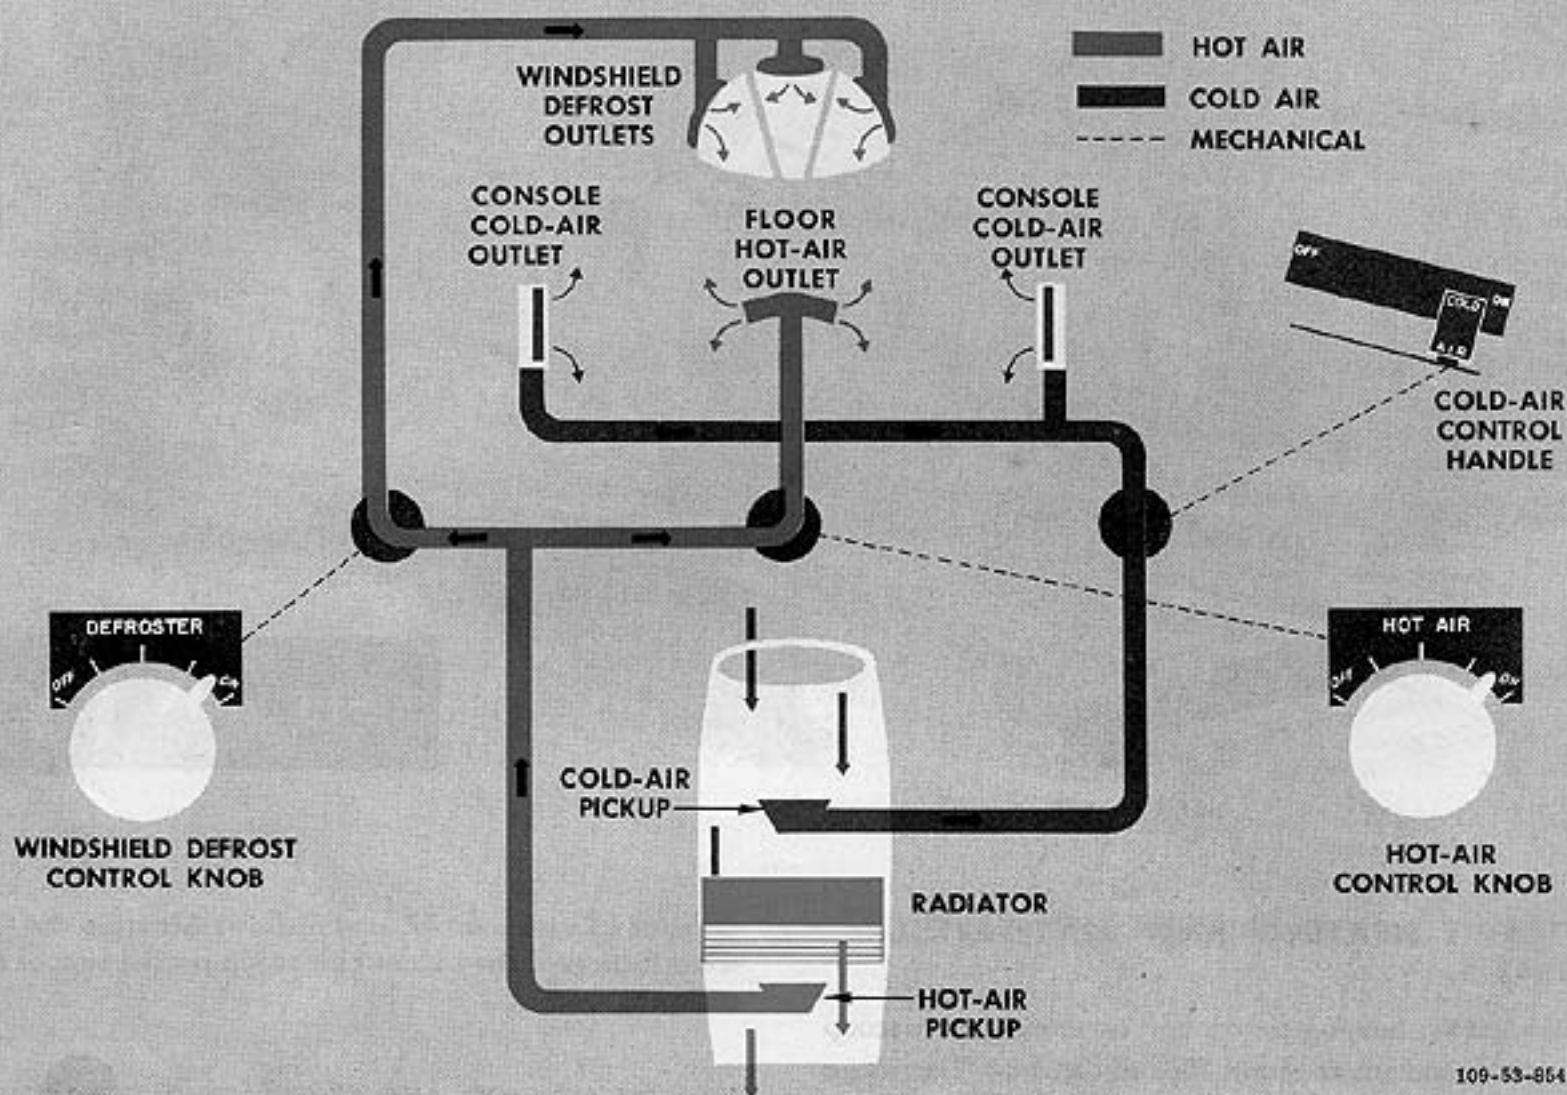 HOT AIR
COLD AIR
MECHANICAL
WINDSHIELD
DEFROST
OUTLETS
CONSOLE
COLD-AIR
OUTLET
FLOOR
HOT-AIR
OUTLET
CONSOLE
COLD-AIR
OUTLET
OFF
COLD
ON
AIR
COLD-AIR
CONTROL
HANDLE
DEFROSTER
OFF
ON
WINDSHIELD DEFROST
CONTROL KNOB
HOT AIR
OFF
ON
HOT-AIR
CONTROL KNOB
COLD-AIR
PICKUP
RADIATOR
HOT-AIR
PICKUP
109-53-854